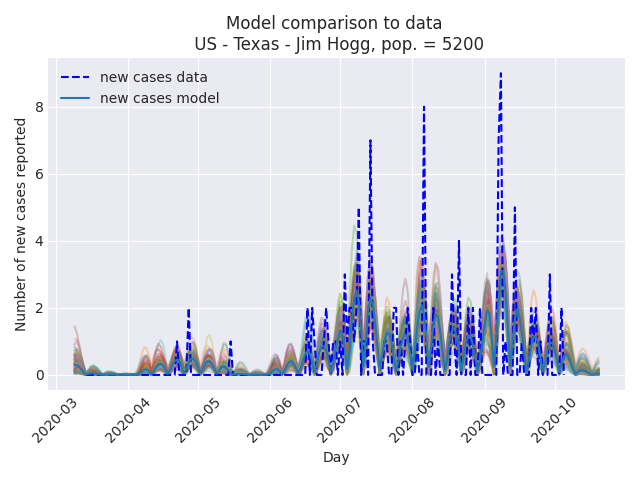 Model comparison to data
US - Texas - Jim Hogg, pop. = 5200
new cases data
new cases model
Number of new cases reported
8
6
4
2
0
2020-03
2020-04
2020-05
2020-06
2020-07
2020-08
2020-09
2020-10
Day